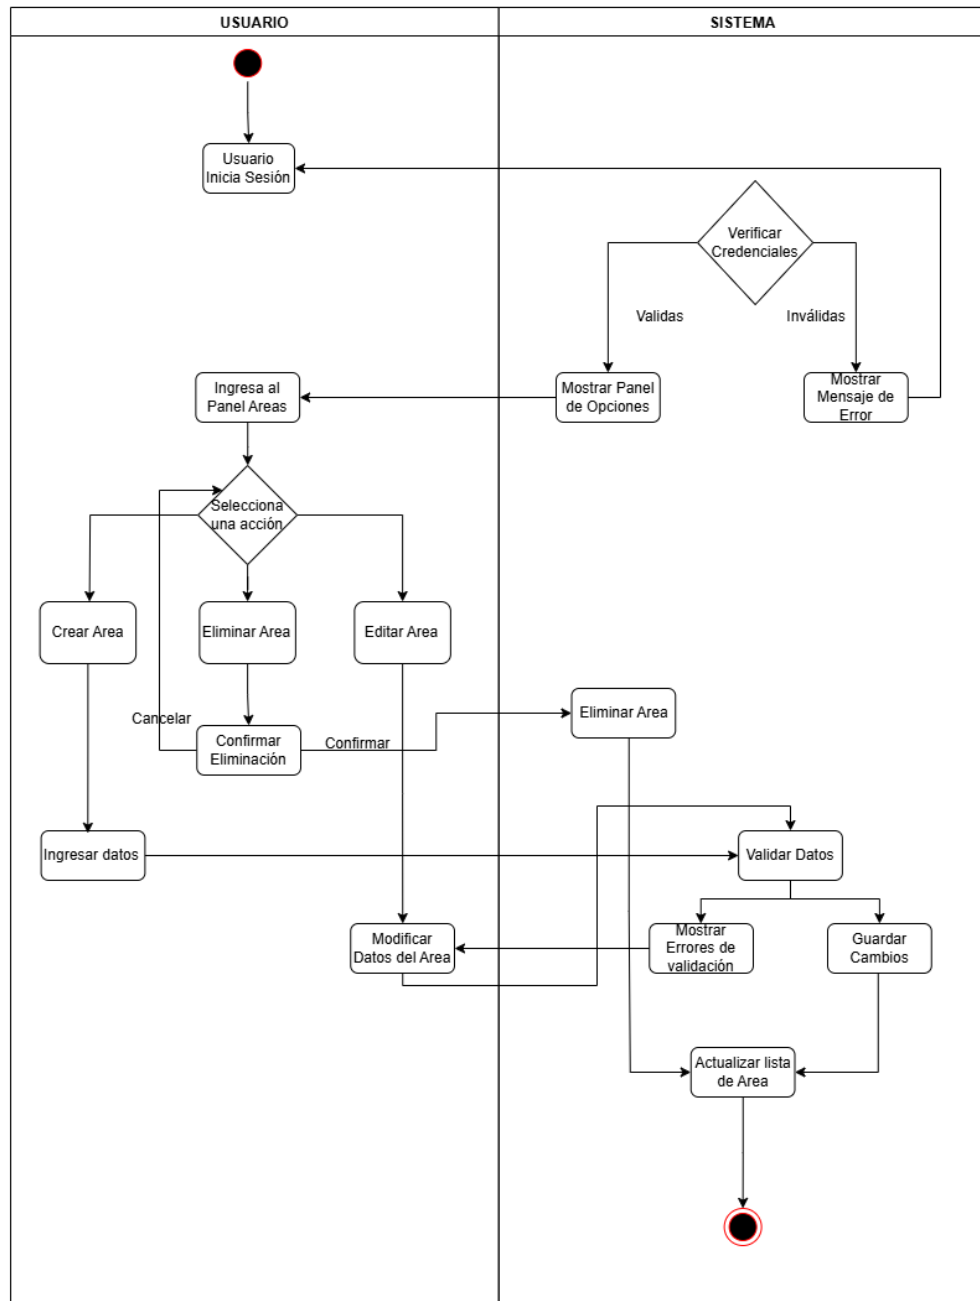 USUARIO
SISTEMA
Usuario
Inicia Sesión
Verificar
Credenciales
Validas
Inválidas
Ingresa al
Panel Areas
Mostrar Panel
de Opciones
Mostrar
Mensaje de
Error
Selecciona
una acción
Crear Area
Eliminar Area
Editar Area
Cancelar
Confirmar
Eliminación
Confirmar
Eliminar Area
Ingresar datos
Validar Datos
Modificar
Datos del Area
Mostrar
Errores de
validación
Guardar
Cambios
Actualizar lista
de Area